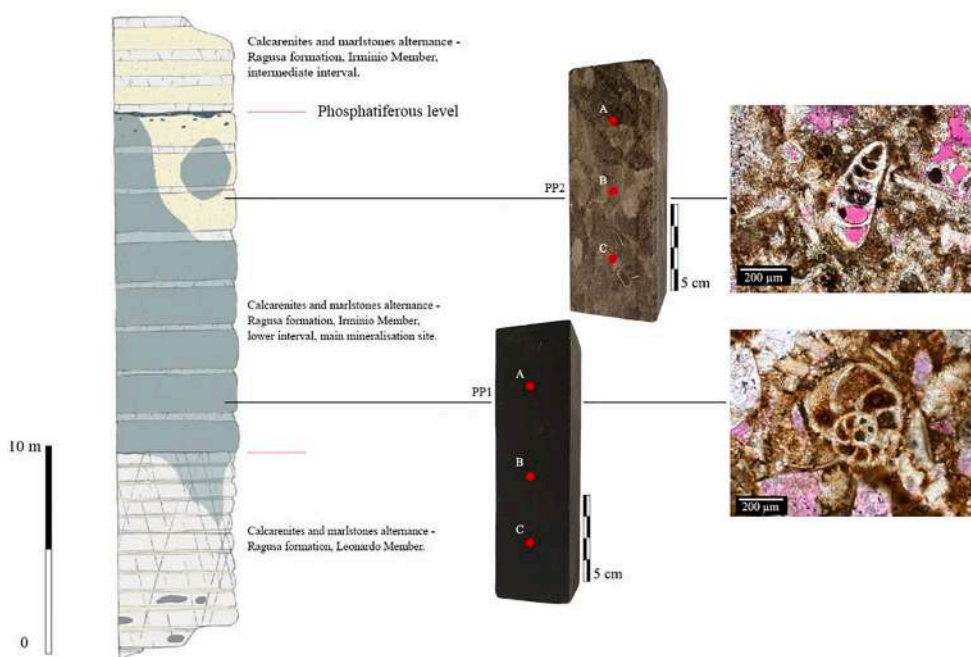 Calcarenites and marlstones alternance -
Ragusa formation, Irminio Member,
intermediate interval.
Phosphatiferous level
A
B
C
PP2
5 cm
200 µm
Calcarenites and marlstones alternance -
Ragusa formation, Irminio Member,
lower interval, main mineralisation site.
PP1
A
B
C
5 cm
200 µm
10 m
0
Calcarenites and marlstones alternance -
Ragusa formation, Leonardo Member.